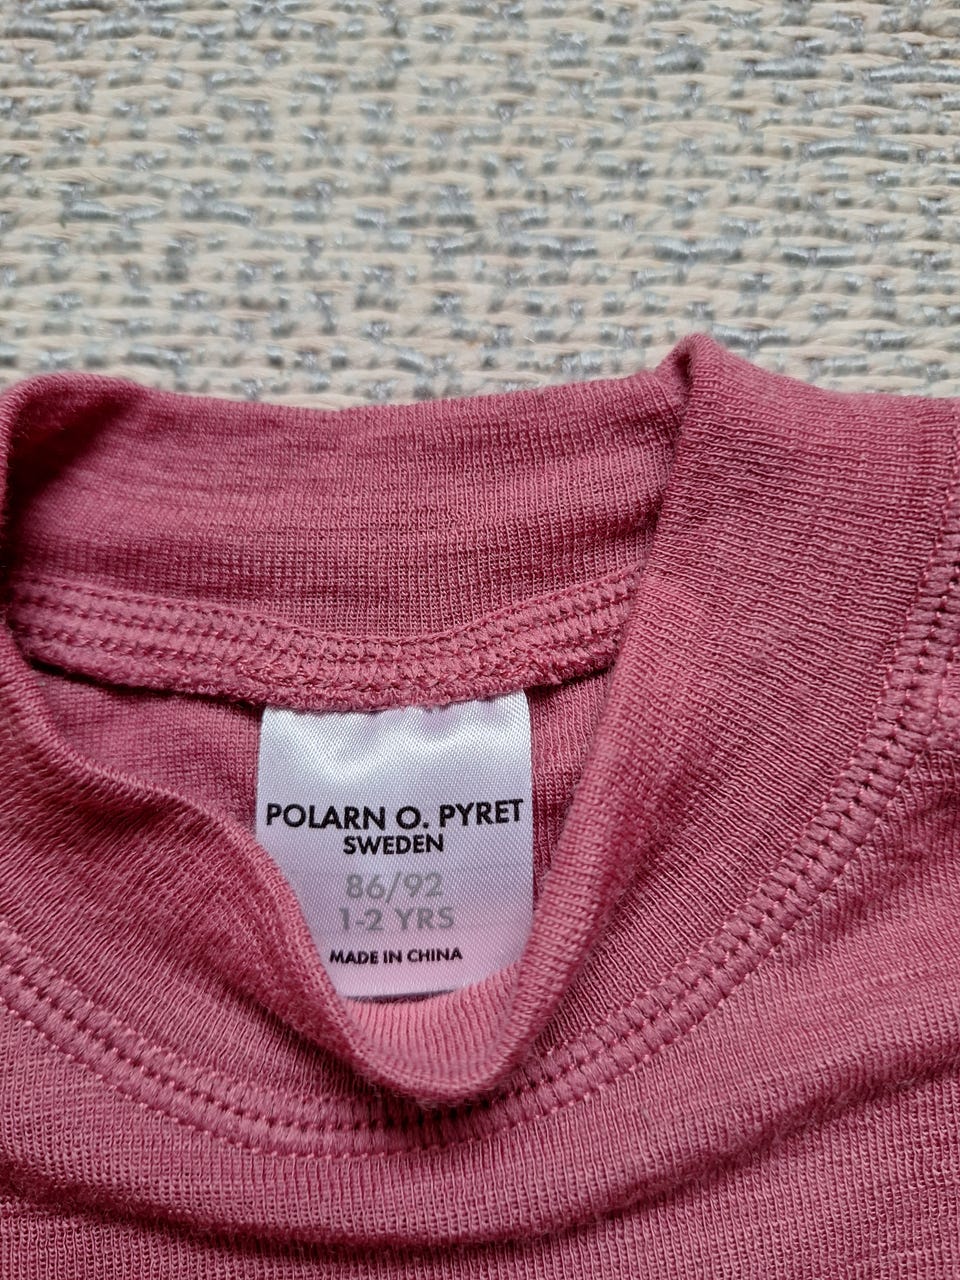 POLARN O. PYRET
SWEDEN
86/92
1-2 YRS
MADE IN CHINA